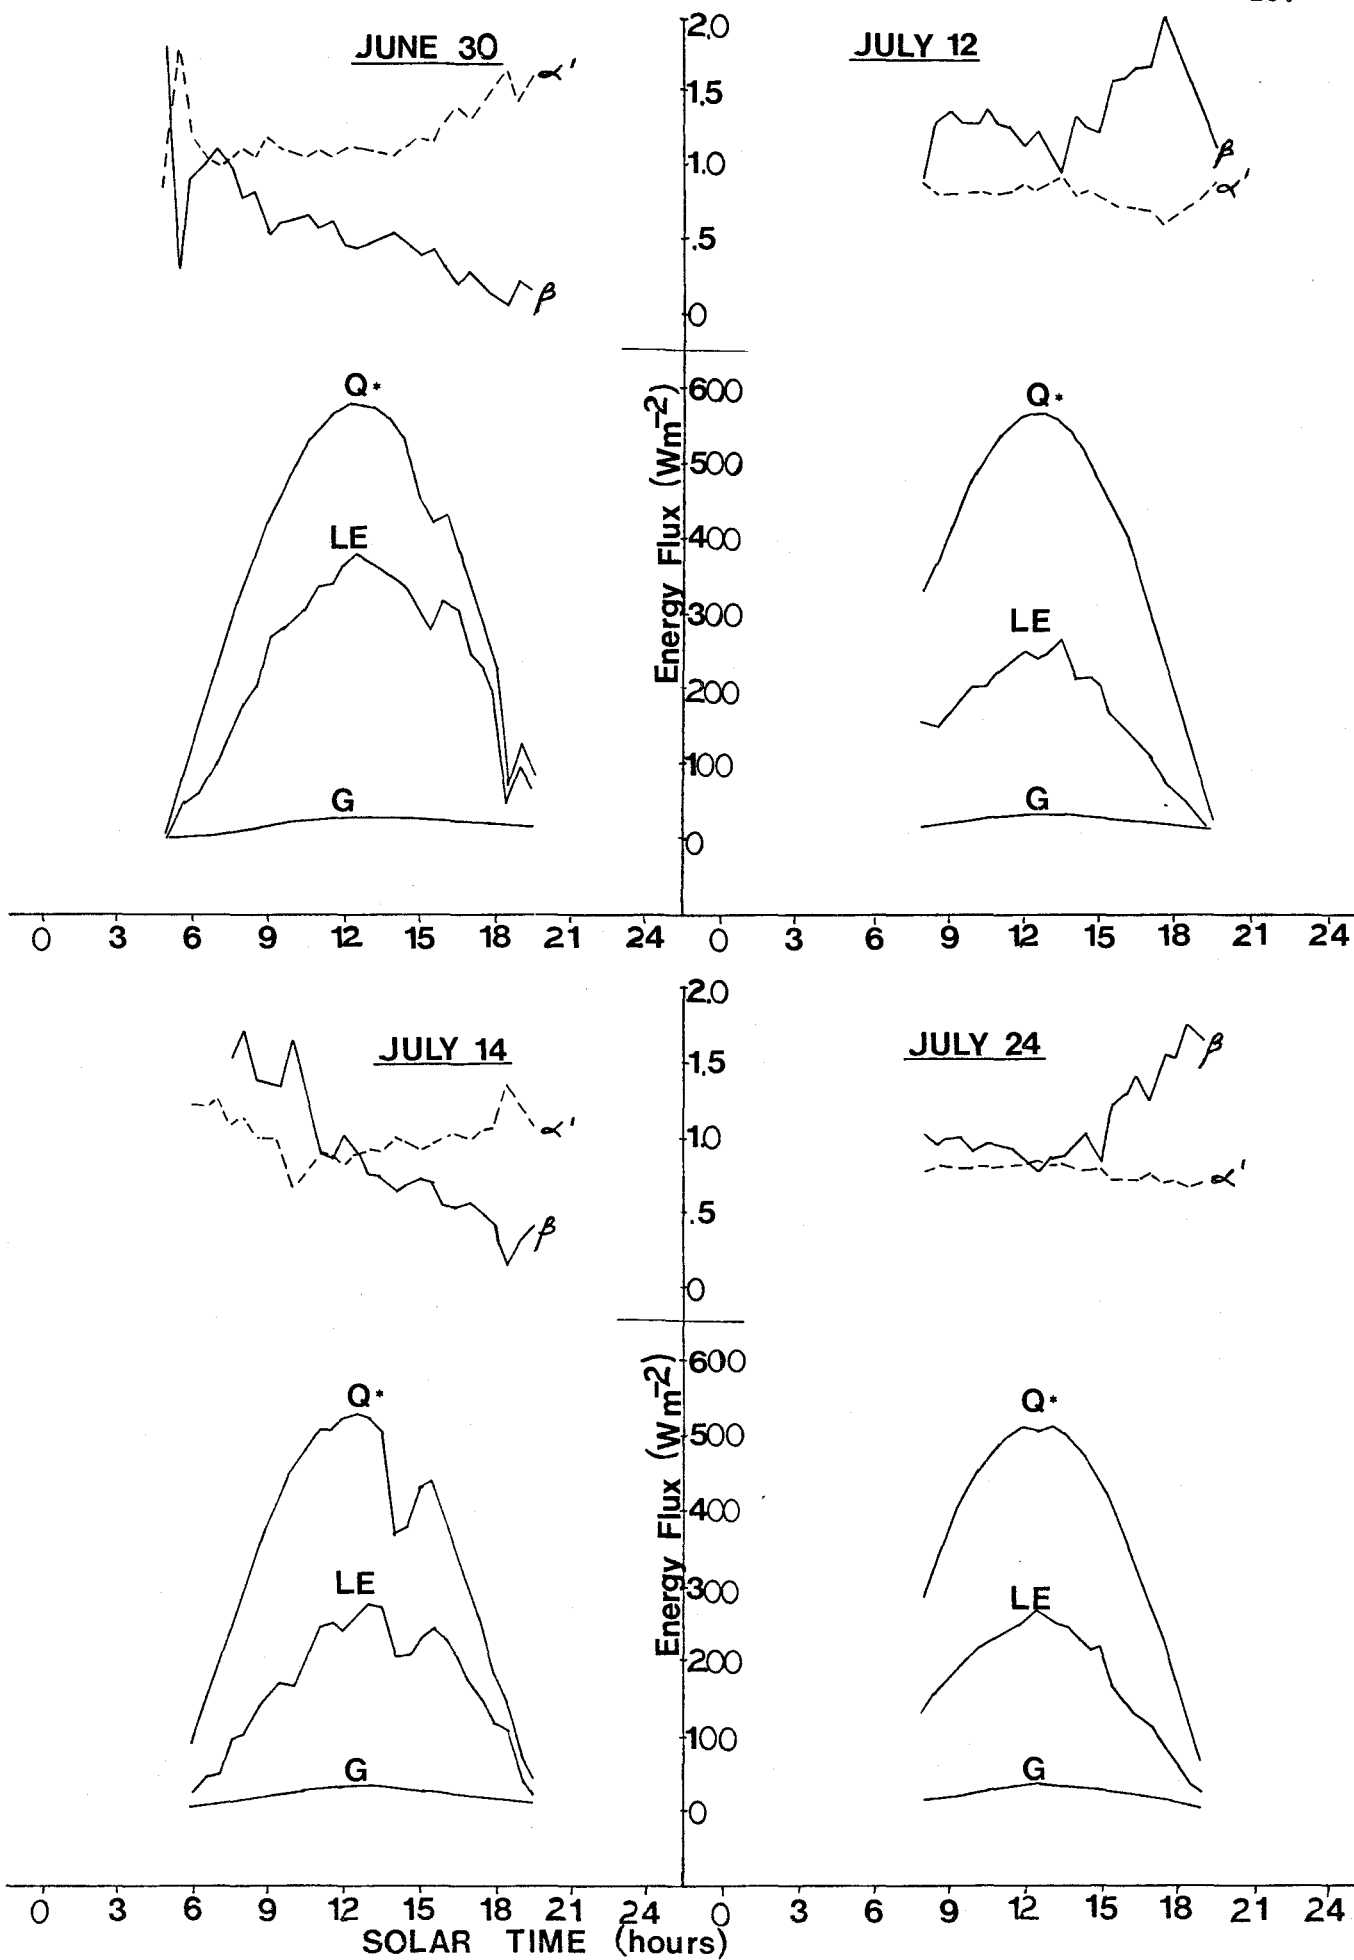 JUNE 30
α'
β
2.0
1.5
1.0
.5
0
JULY 12
β
α'
Q*
LE
G
Energy Flux (Wm-2)
600
500
400
300
200
100
0
Q*
LE
G
0 3 6 9 12 15 18 21 24 0 3 6 9 12 15 18 21 24
JULY 14
α'
β
2.0
1.5
1.0
.5
0
JULY 24
β
α'
Q*
LE
G
Energy Flux (Wm-2)
600
500
400
300
200
100
0
Q*
LE
G
0 3 6 9 12 15 18 21 24 0 3 6 9 12 15 18 21 24
SOLAR TIME (hours)